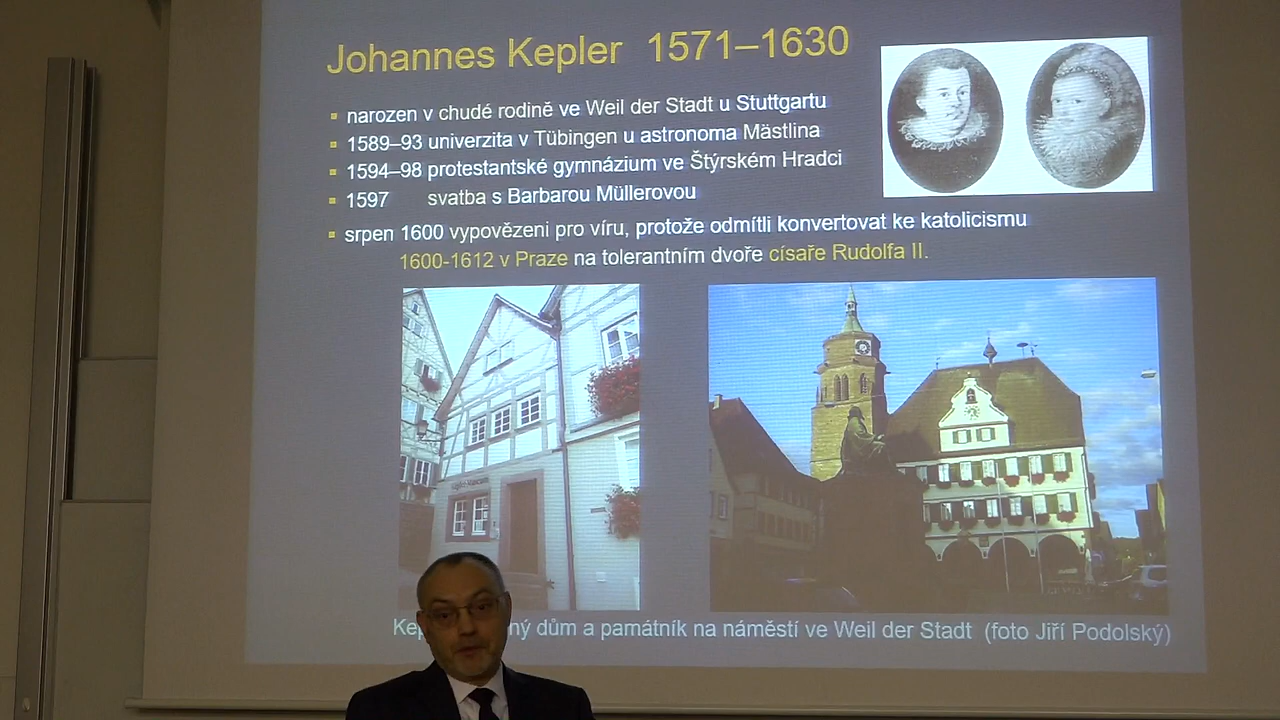 Johannes Kepler 1571–1630
narozen v chudé rodině ve Weil der Stadt u Stuttgartu
1589–93 univerzita v Tübingen u astronoma Mästlina
1594–98 protestantské gymnázium ve Štýrském Hradci
1597 svatba s Barbarou Müllerovou
srpen 1600 vypovězeni pro víru, protože odmítli konvertovat ke katolicismu
1600-1612 v Praze na tolerantním dvoře císaře Rudolfa II.
dům a památník na náměstí ve Weil der Stadt (foto Jiří Podolský)